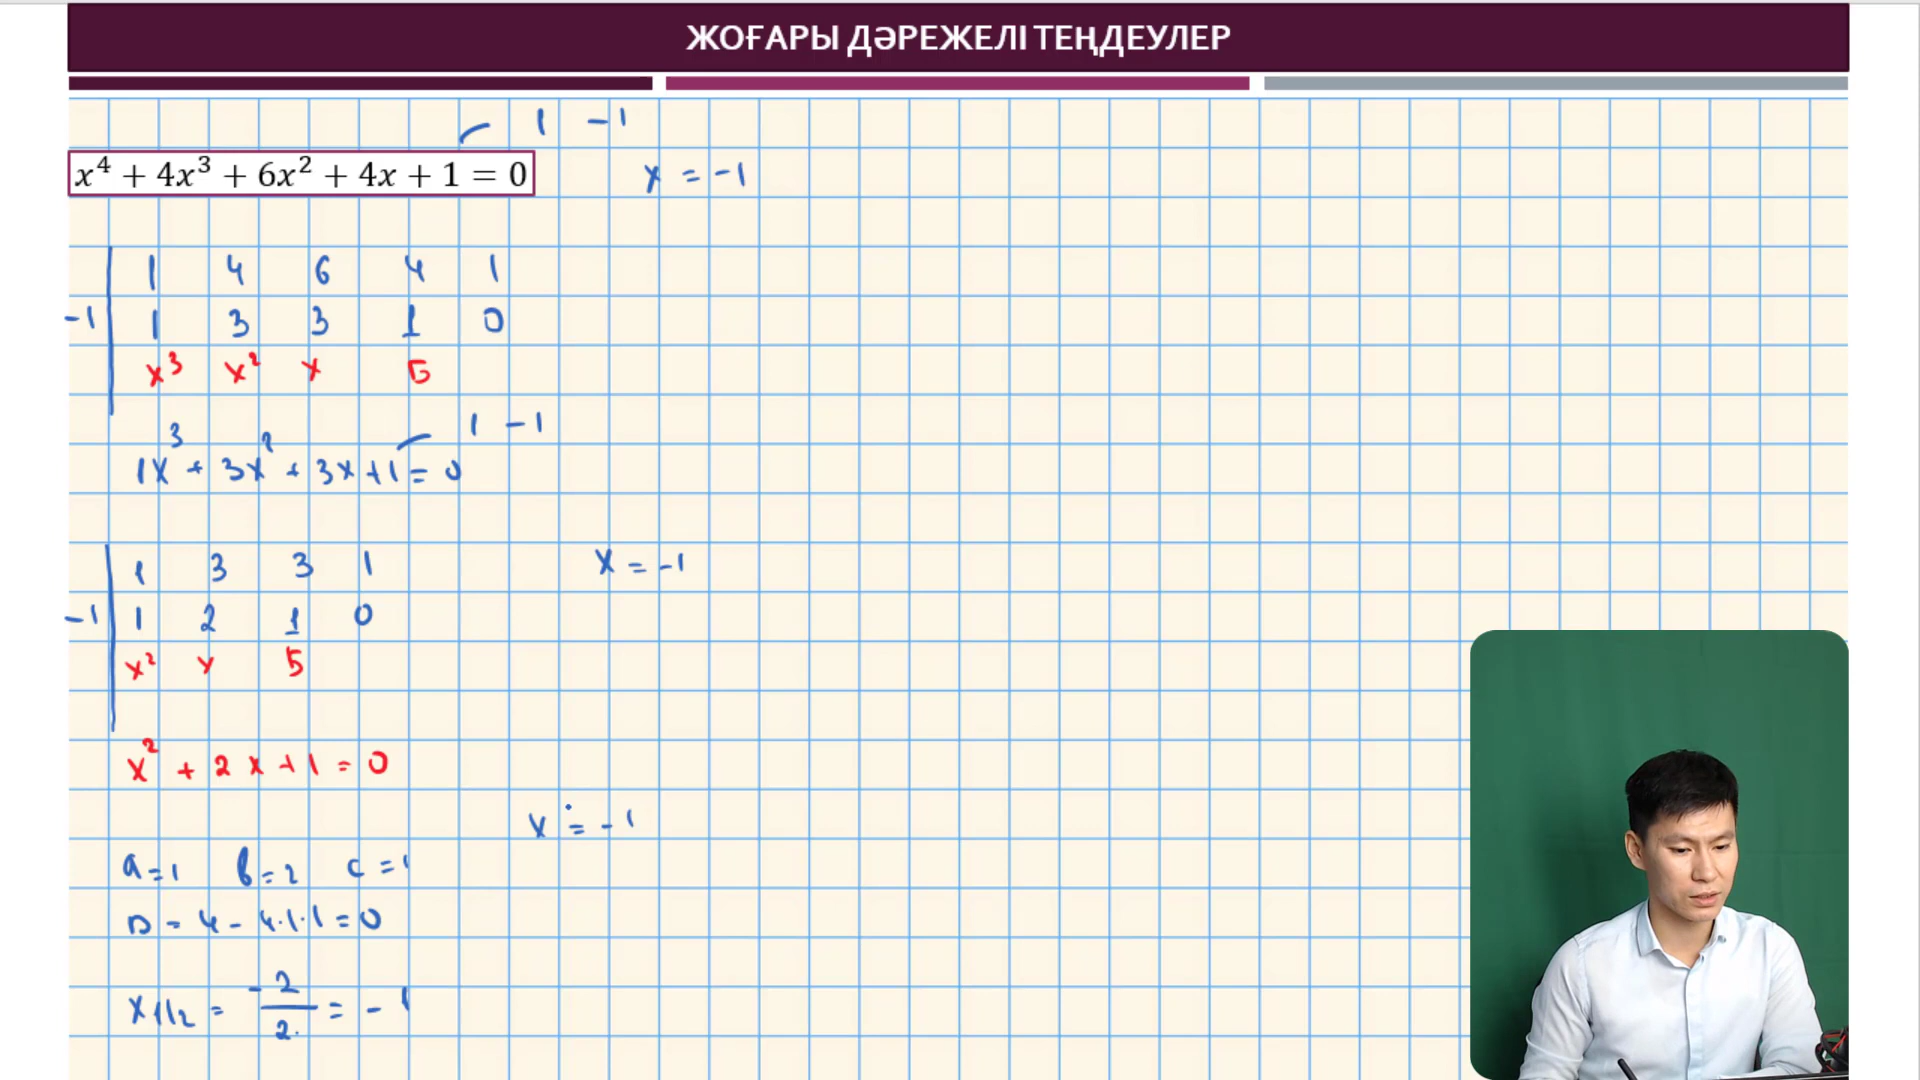 ЖОҒАРЫ ДӘРЕЖЕЛІ ТЕҢДЕУЛЕР
1 -1
x⁴ + 4x³ + 6x² + 4x + 1 = 0
x = -1
1 4 6 4 1
-1 1 3 3 1 0
x³ x² x Б
1 -1
1x³ + 3x² + 3x + 1 = 0
1 3 3 1
x = -1
-1 1 2 1 0
x² x Б
x² + 2x + 1 = 0
x = -1
a = 1 b = 2 c = 1
D = 4 - 4·1·1 = 0
x₁/₂ = -2/2 = -1